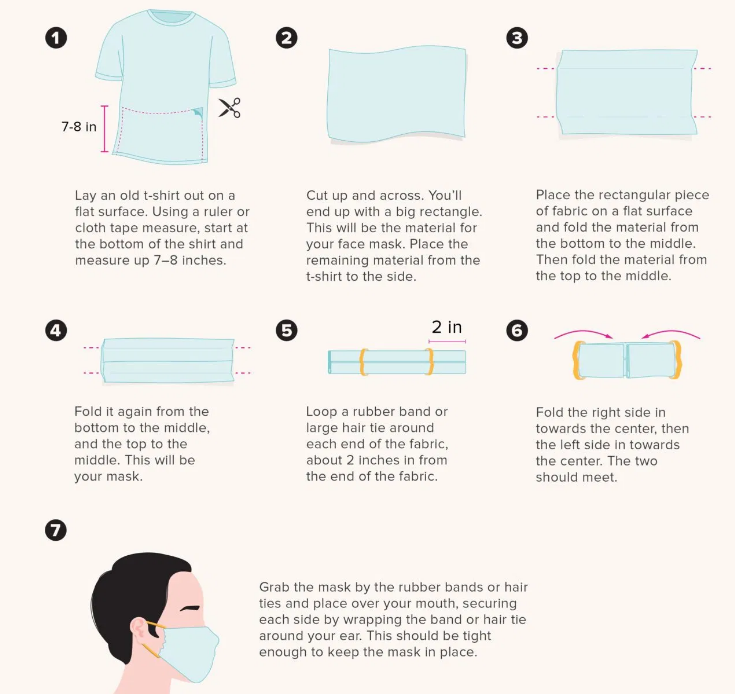 1
7-8 in
Lay an old t-shirt out on a
flat surface. Using a ruler or
cloth tape measure, start at
the bottom of the shirt and
measure up 7–8 inches.
2
Cut up and across. You'll
end up with a big rectangle.
This will be the material for
your face mask. Place the
remaining material from the
t-shirt to the side.
3
Place the rectangular piece
of fabric on a flat surface
and fold the material from
the bottom to the middle.
Then fold the material from
the top to the middle.
4
Fold it again from the
bottom to the middle,
and the top to the
middle. This will be
your mask.
5
2 in
Loop a rubber band or
large hair tie around
each end of the fabric,
about 2 inches in from
the end of the fabric.
6
Fold the right side in
towards the center, then
the left side in towards
the center. The two
should meet.
7
Grab the mask by the rubber bands or hair
ties and place over your mouth, securing
each side by wrapping the band or hair tie
around your ear. This should be tight
enough to keep the mask in place.